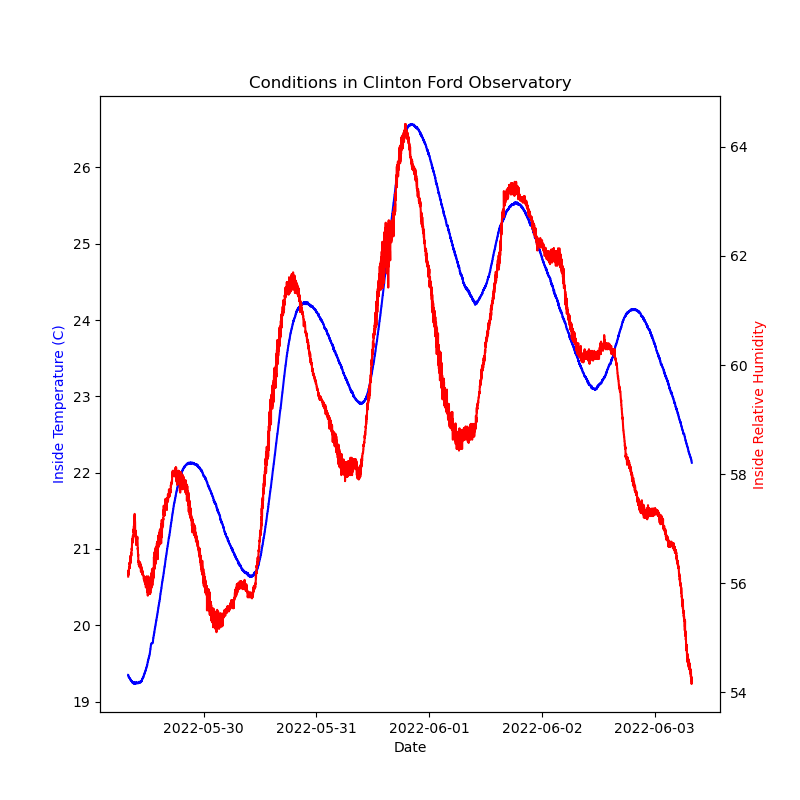 Conditions in Clinton Ford Observatory
26
25
24
23
22
21
20
19
Inside Temperature (C)
64
62
60
58
56
54
Inside Relative Humidity
2022-05-30 2022-05-31 2022-06-01 2022-06-02 2022-06-03
Date